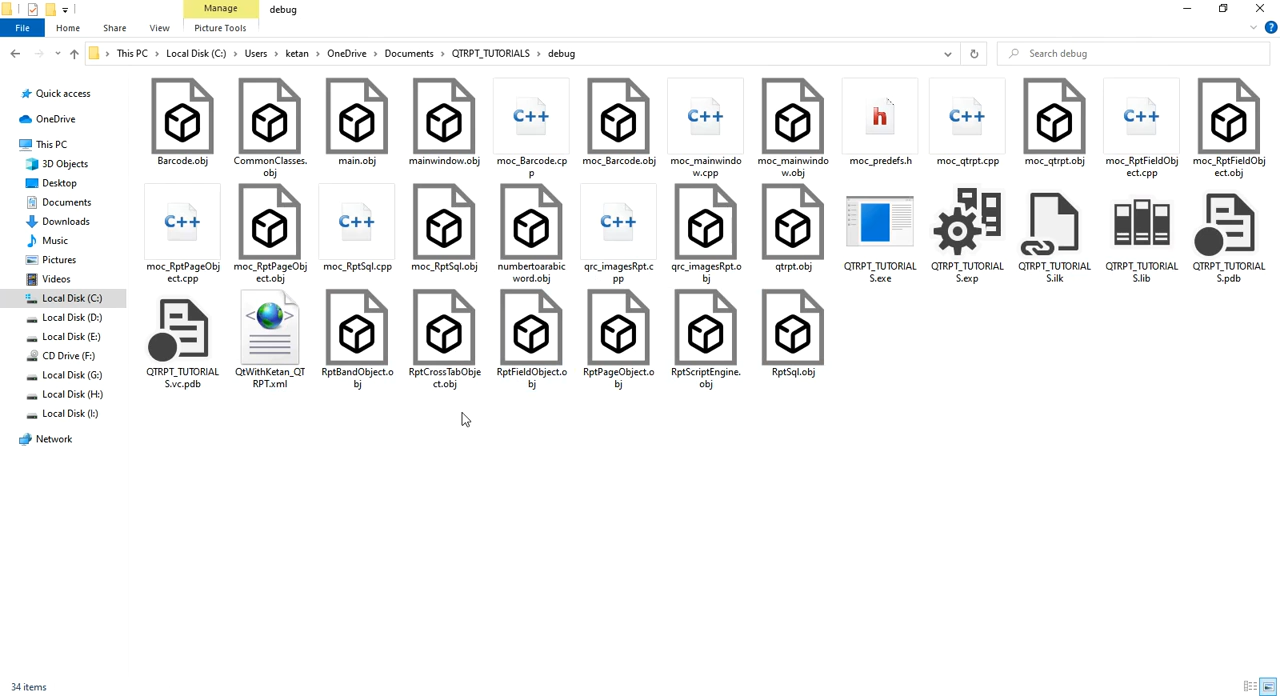 Manage
debug
File
Home
Share
View
Picture Tools
This PC
Local Disk (C:)
Users
ketan
OneDrive
Documents
QTRPT_TUTORIALS
debug
Search debug
Quick access
OneDrive
This PC
3D Objects
Desktop
Documents
Downloads
Music
Pictures
Videos
Local Disk (C:)
Local Disk (D:)
Local Disk (E:)
CD Drive (F:)
Local Disk (G:)
Local Disk (H:)
Local Disk (I:)
Network
Barcode.obj
CommonClasses.
obj
main.obj
mainwindow.obj
C++
moc_Barcode.cp
p
moc_Barcode.obj
C++
moc_mainwindo
w.cpp
moc_mainwindo
w.obj
h
moc_predefs.h
C++
moc_qtrpt.cpp
moc_qtrpt.obj
C++
moc_RptFieldObj
ect.cpp
moc_RptFieldObj
ect.obj
C++
moc_RptPageObj
ect.cpp
moc_RptPageObj
ect.obj
C++
moc_RptSql.cpp
moc_RptSql.obj
numbertoarabic
word.obj
C++
qrc_imagesRpt.c
pp
qrc_imagesRpt.o
bj
qtrpt.obj
QTRPT_TUTORIAL
S.exe
QTRPT_TUTORIAL
S.exp
QTRPT_TUTORIAL
S.ilk
QTRPT_TUTORIAL
S.lib
QTRPT_TUTORIAL
S.pdb
QTRPT_TUTORIAL
S.vc.pdb
QtWithKetan_QT
RPT.xml
RptBandObject.o
bj
RptCrossTabObje
ct.obj
RptFieldObject.o
bj
RptPageObject.o
bj
RptScriptEngine.
obj
RptSql.obj
34 items